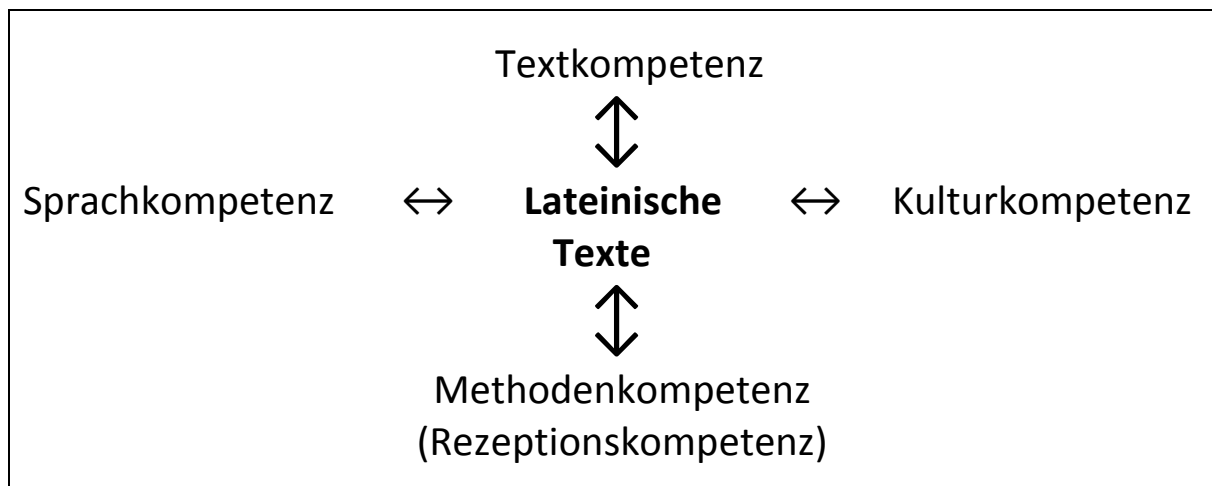 Textkompetenz
↕
Sprachkompetenz ↔ Lateinische ↔ Kulturkompetenz
Texte
↕
Methodenkompetenz
(Rezeptionskompetenz)